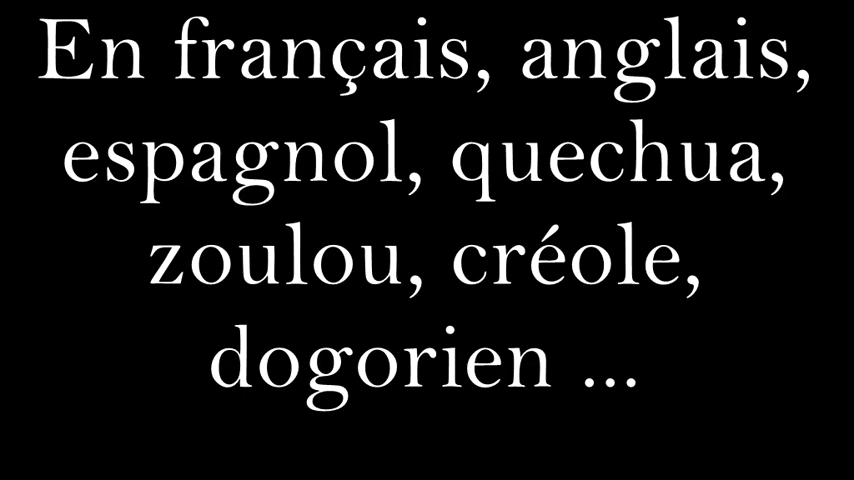 En français, anglais,
espagnol, quechua,
zoulou, créole,
dogorien ...